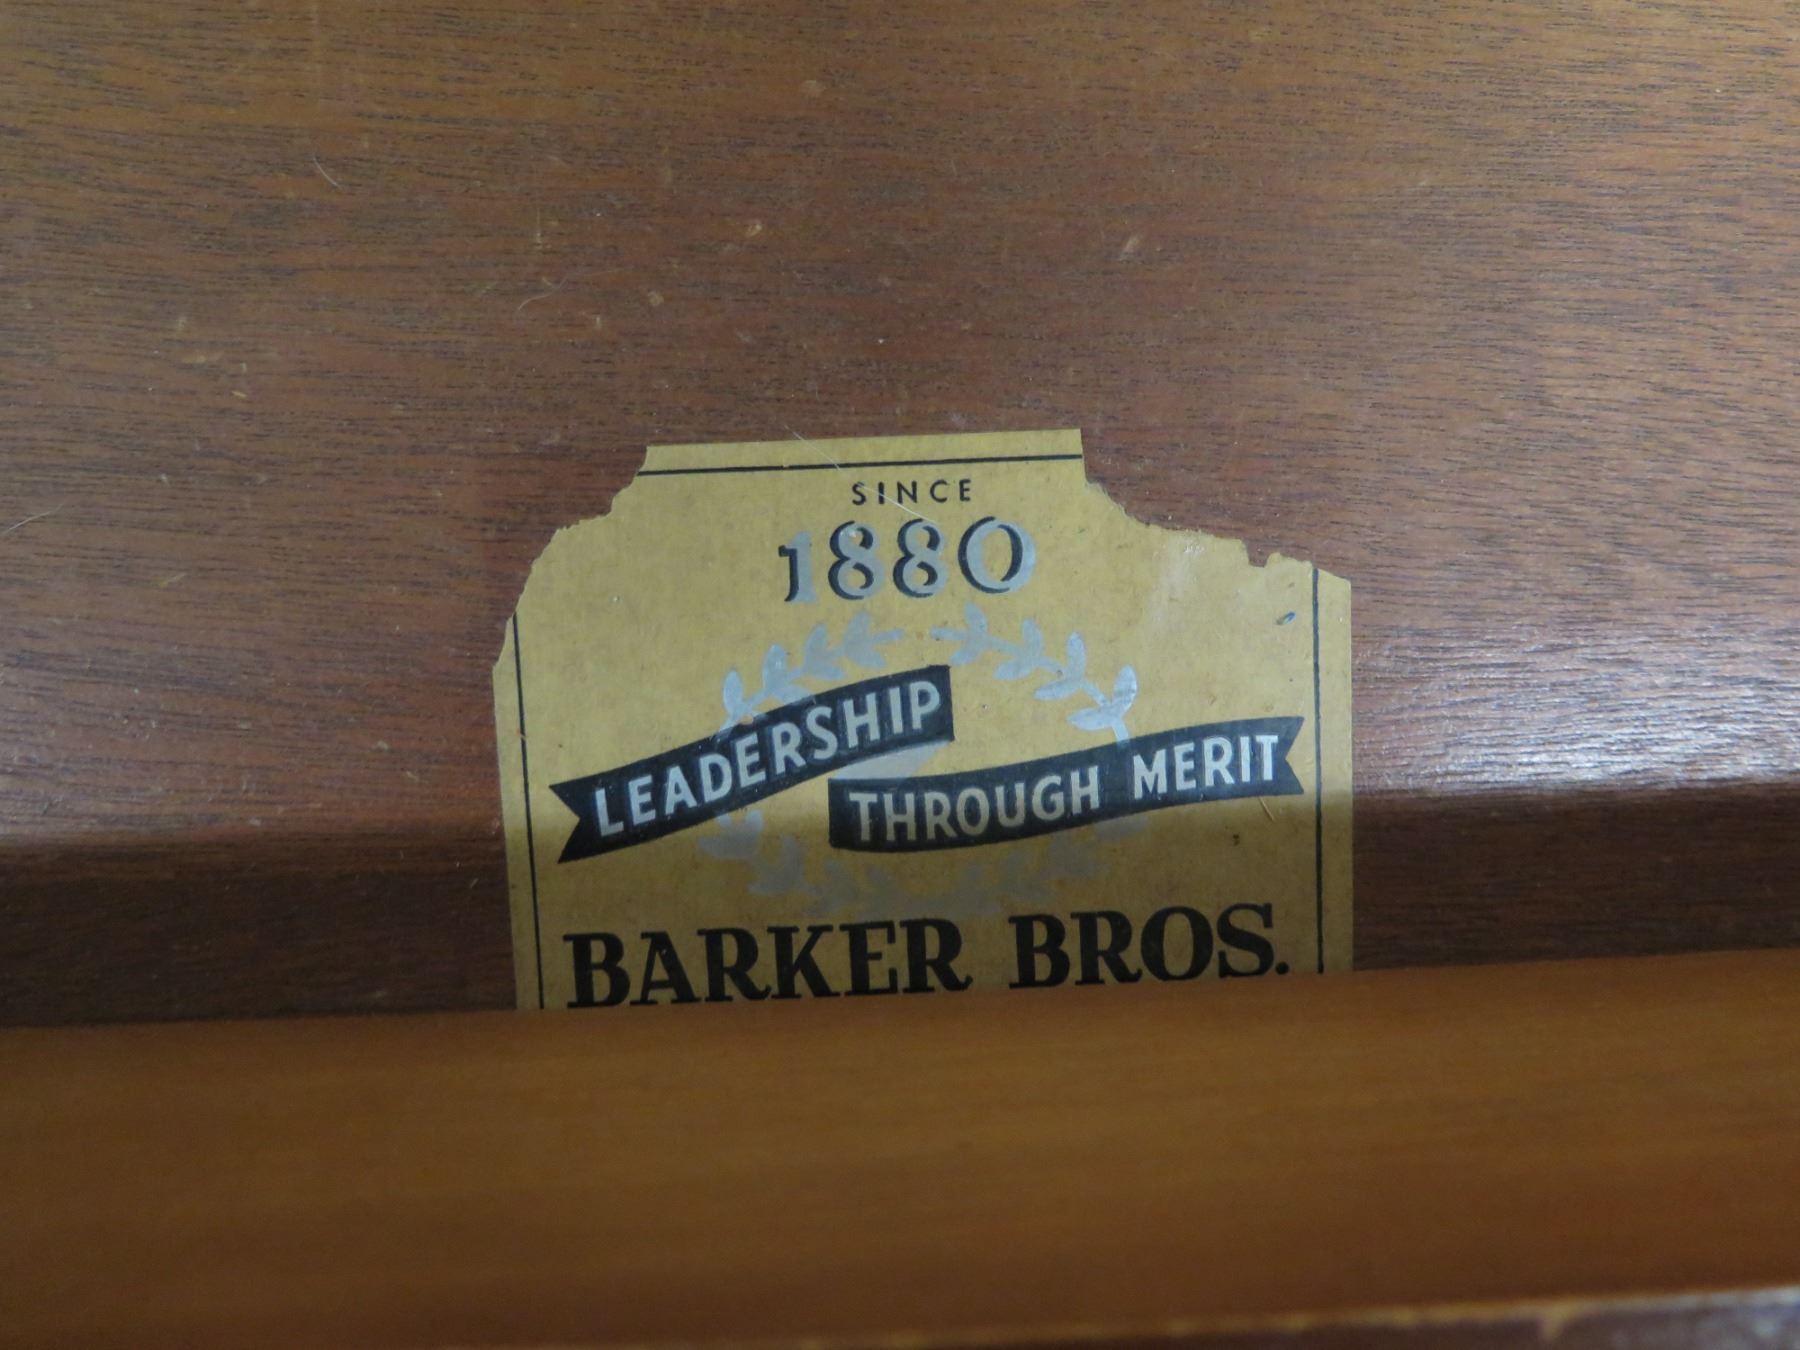 SINCE
1880
LEADERSHIP
THROUGH MERIT
BARKER BROS.